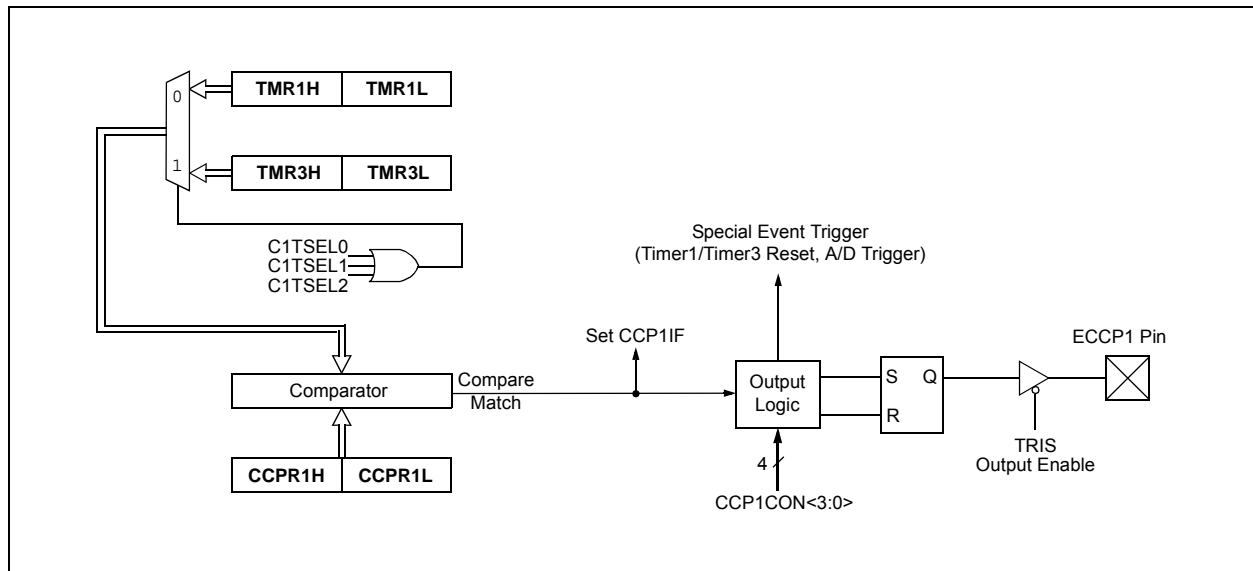 0
TMR1H TMR1L
1
TMR3H TMR3L
C1TSEL0
C1TSEL1
C1TSEL2
Special Event Trigger
(Timer1/Timer3 Reset, A/D Trigger)
Set CCP1IF
ECCP1 Pin
Comparator
Compare
Match
Output
Logic
S Q
R
TRIS
Output Enable
CCPR1H CCPR1L
4
CCP1CON<3:0>